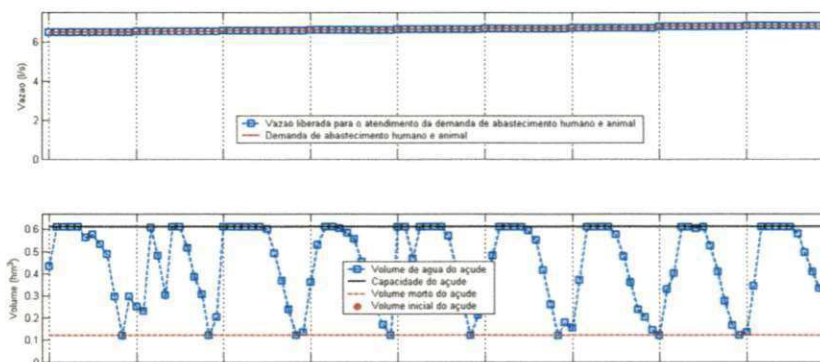 6
4
2
0
Vazao (l/s)
Vazao liberada para o atendimento da demanda de abastecimento humano e animal
Demanda de abastecimento humano e animal
0.6
0.5
0.4
0.3
0.2
0.1
0
Volume (hm³)
Volume de agua do açude
Capacidade do açude
Volume morto do açude
Volume inicial do açude